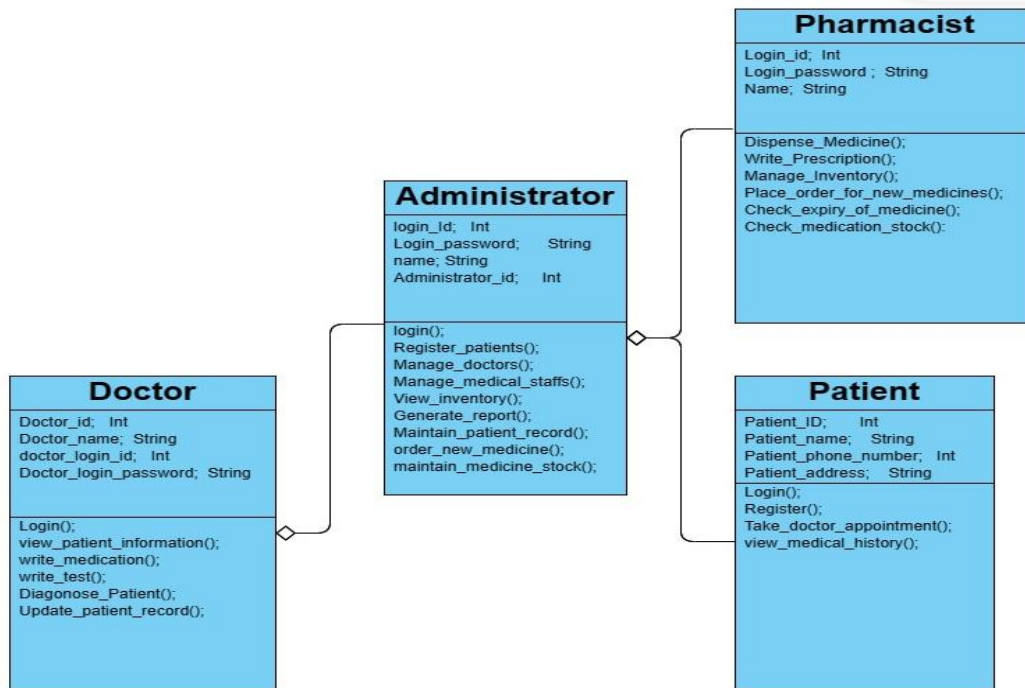 Pharmacist
Login_id; Int
Login_password ; String
Name; String
Dispense_Medicine();
Write_Prescription();
Manage_Inventory();
Place_order_for_new_medicines();
Check_expiry_of_medicine();
Check_medication_stock():
Administrator
login_Id; Int
Login_password; String
name; String
Administrator_id; Int
login();
Register_patients();
Manage_doctors();
Manage_medical_staffs();
View_inventory();
Generate_report();
Maintain_patient_record();
order_new_medicine();
maintain_medicine_stock();
Doctor
Doctor_id; Int
Doctor_name; String
doctor_login_id; Int
Doctor_login_password; String
Login();
view_patient_information();
write_medication();
write_test();
Diagonose_Patient();
Update_patient_record();
Patient
Patient_ID; Int
Patient_name; String
Patient_phone_number; Int
Patient_address; String
Login();
Register();
Take_doctor_appointment();
view_medical_history();